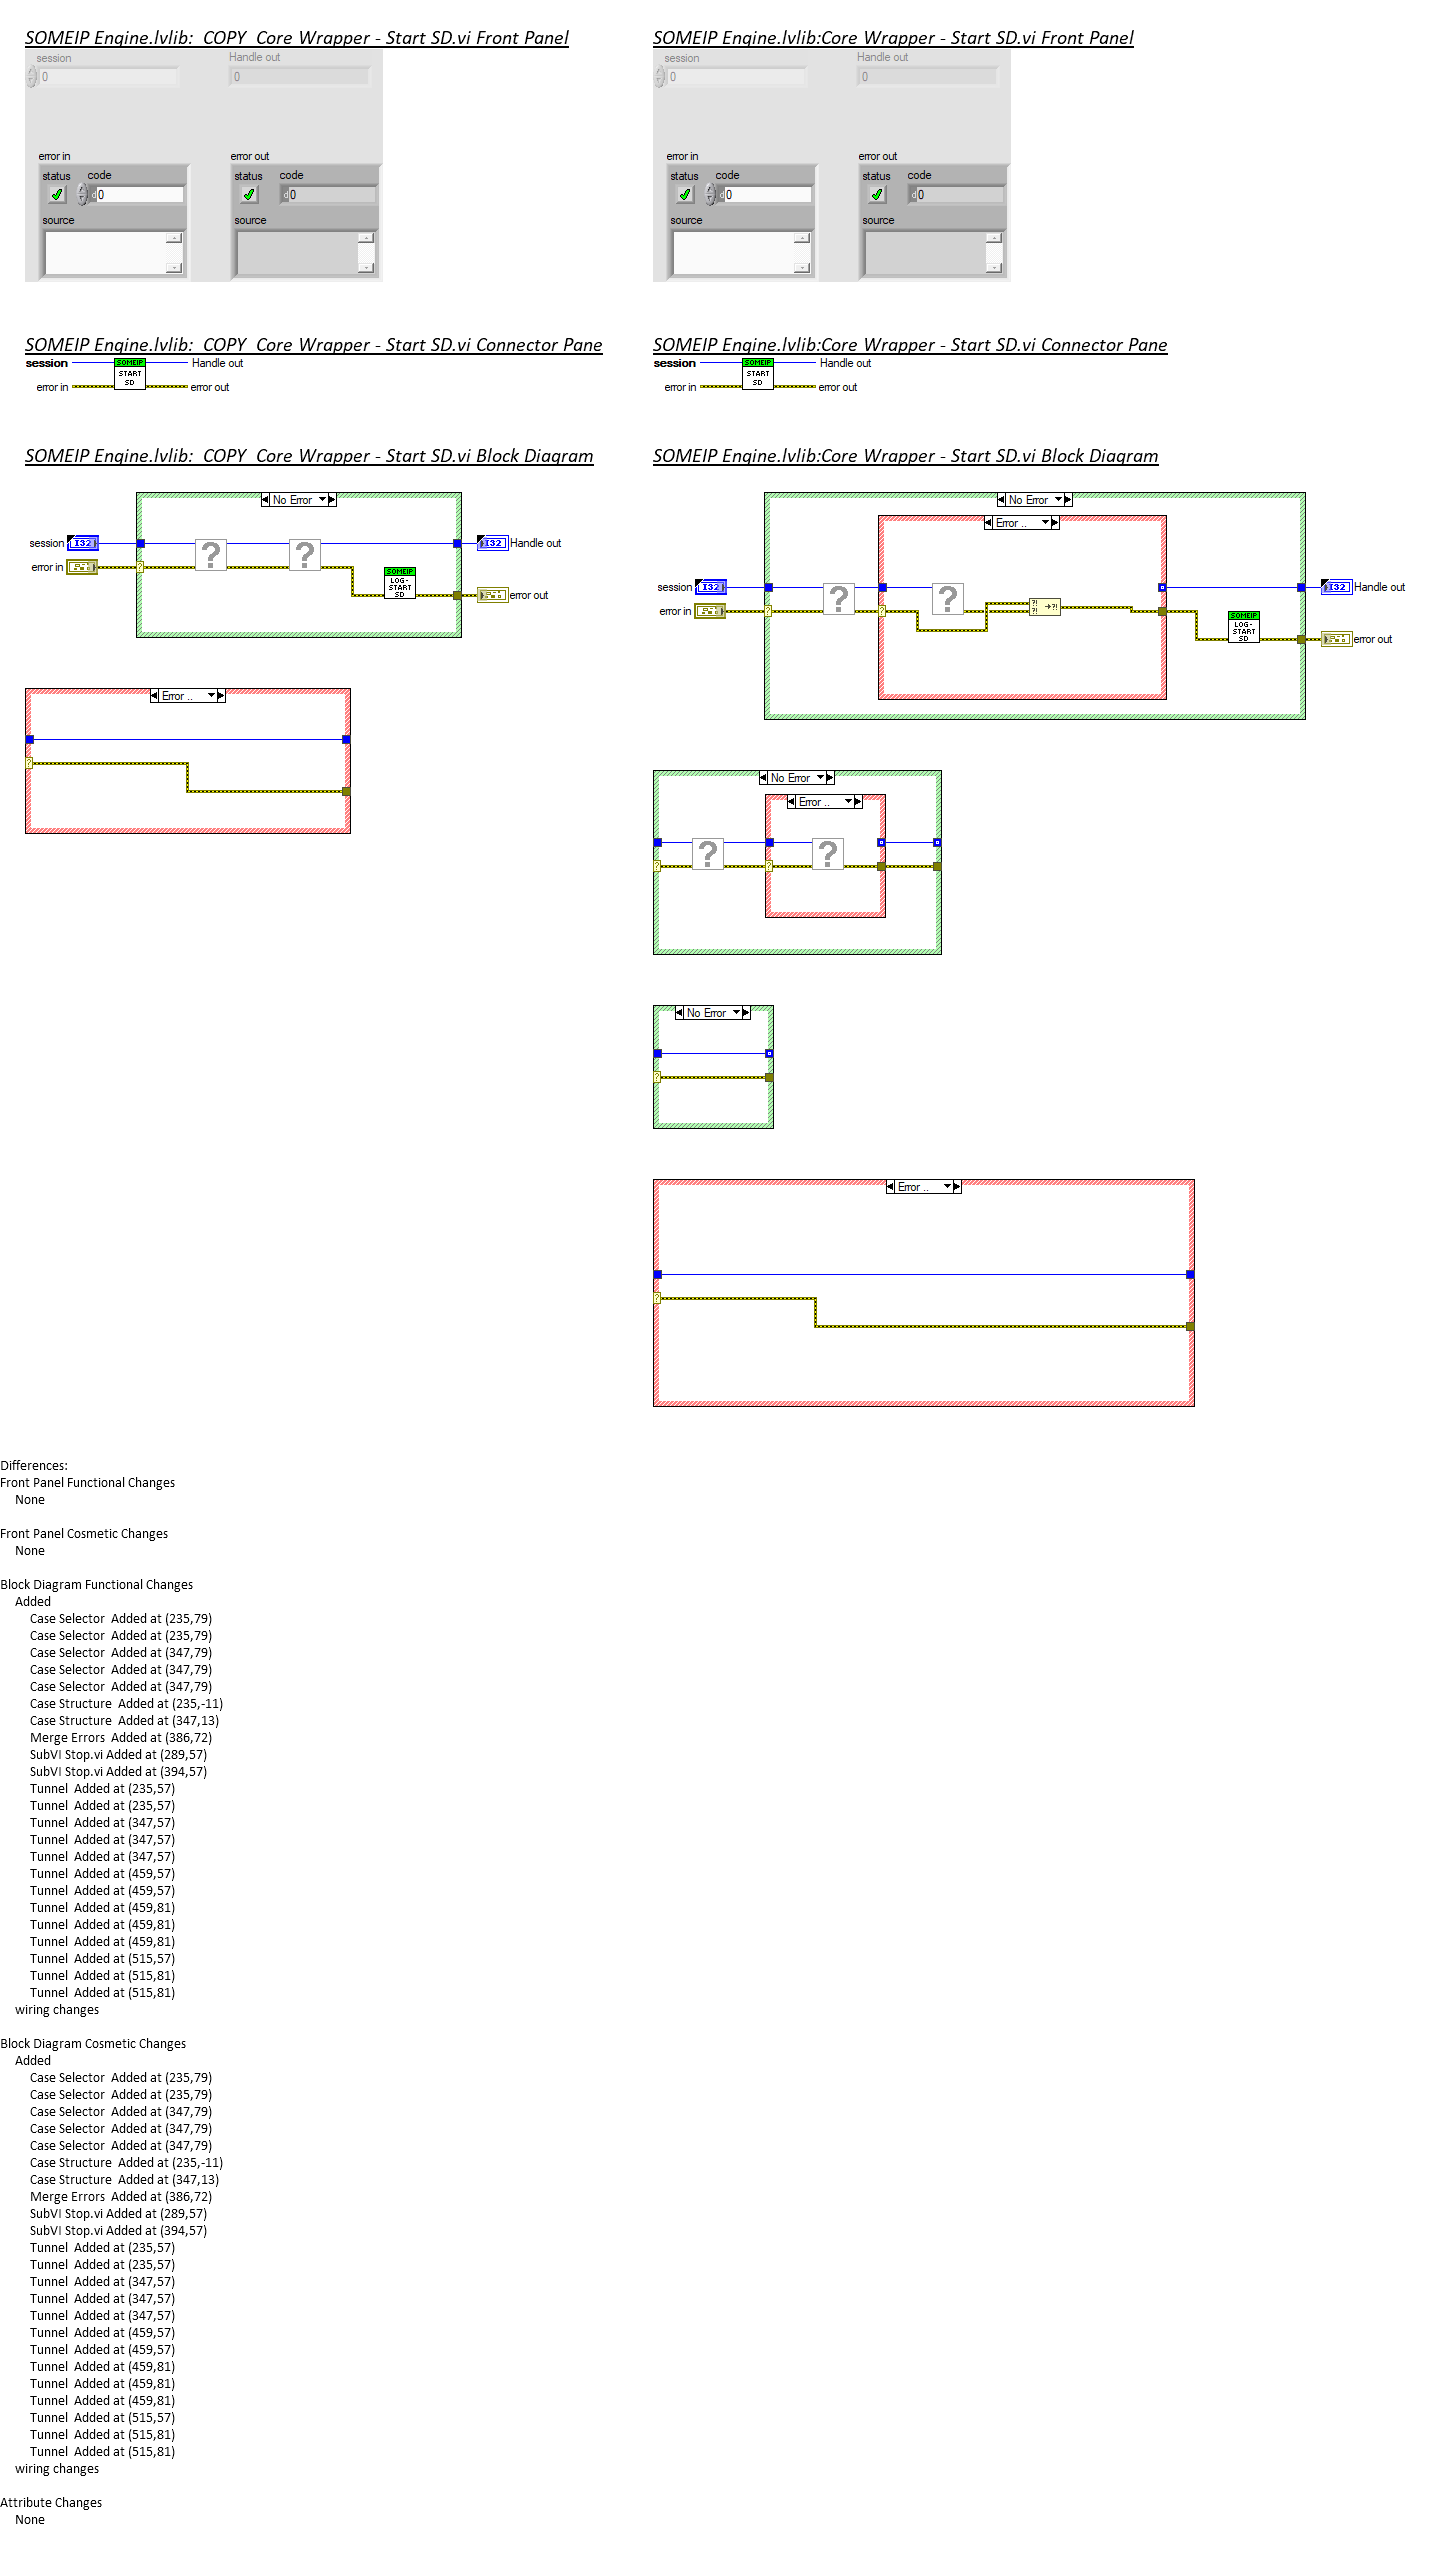 SOMEIP Engine.lvlib:_COPY_Core Wrapper - Start SD.vi Front Panel
session
Handle out
0
0
error in
error out
status
code
status
code
d0
d0
source
source
SOMEIP Engine.lvlib:Core Wrapper - Start SD.vi Front Panel
session
Handle out
0
0
error in
error out
status
code
status
code
d0
d0
source
source
SOMEIP Engine.lvlib:_COPY_Core Wrapper - Start SD.vi Connector Pane
session
SOMEIP
START
SD
Handle out
error in
error out
SOMEIP Engine.lvlib:Core Wrapper - Start SD.vi Connector Pane
session
SOMEIP
START
SD
Handle out
error in
error out
SOMEIP Engine.lvlib:_COPY_Core Wrapper - Start SD.vi Block Diagram
No Error
session
I32
?
?
I32
Handle out
error in
?
SOMEIP
LOG-
START
SD
error out
Error ..
?
SOMEIP Engine.lvlib:Core Wrapper - Start SD.vi Block Diagram
No Error
Error ..
session
I32
?
?
I32
Handle out
error in
?
?
?!
?!
→?!
SOMEIP
LOG-
START
SD
error out
No Error
Error ..
?
?
?
?
No Error
?
Error ..
?
Differences:
Front Panel Functional Changes
None
Front Panel Cosmetic Changes
None
Block Diagram Functional Changes
Added
Case Selector  Added at (235,79)
Case Selector  Added at (235,79)
Case Selector  Added at (347,79)
Case Selector  Added at (347,79)
Case Selector  Added at (347,79)
Case Structure  Added at (235,-11)
Case Structure  Added at (347,13)
Merge Errors  Added at (386,72)
SubVI Stop.vi Added at (289,57)
SubVI Stop.vi Added at (394,57)
Tunnel  Added at (235,57)
Tunnel  Added at (235,57)
Tunnel  Added at (347,57)
Tunnel  Added at (347,57)
Tunnel  Added at (347,57)
Tunnel  Added at (459,57)
Tunnel  Added at (459,57)
Tunnel  Added at (459,81)
Tunnel  Added at (459,81)
Tunnel  Added at (459,81)
Tunnel  Added at (515,57)
Tunnel  Added at (515,81)
Tunnel  Added at (515,81)
wiring changes
Block Diagram Cosmetic Changes
Added
Case Selector  Added at (235,79)
Case Selector  Added at (235,79)
Case Selector  Added at (347,79)
Case Selector  Added at (347,79)
Case Selector  Added at (347,79)
Case Structure  Added at (235,-11)
Case Structure  Added at (347,13)
Merge Errors  Added at (386,72)
SubVI Stop.vi Added at (289,57)
SubVI Stop.vi Added at (394,57)
Tunnel  Added at (235,57)
Tunnel  Added at (235,57)
Tunnel  Added at (347,57)
Tunnel  Added at (347,57)
Tunnel  Added at (347,57)
Tunnel  Added at (459,57)
Tunnel  Added at (459,57)
Tunnel  Added at (459,81)
Tunnel  Added at (459,81)
Tunnel  Added at (459,81)
Tunnel  Added at (515,57)
Tunnel  Added at (515,81)
Tunnel  Added at (515,81)
wiring changes
Attribute Changes
None